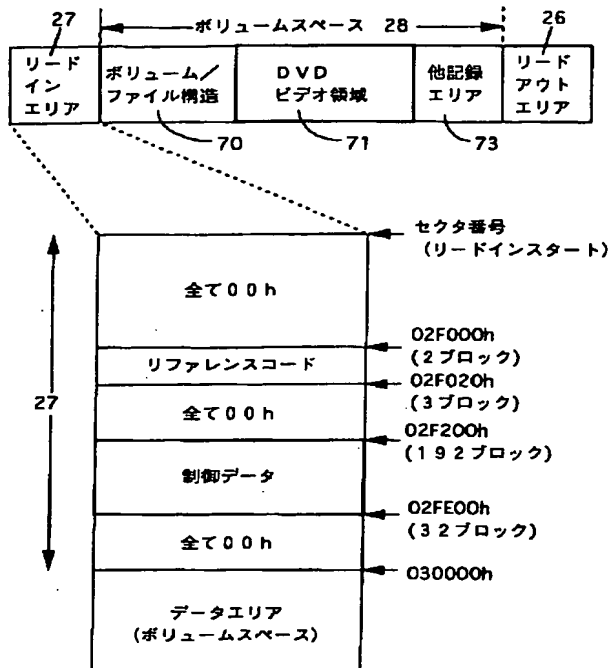 27
ボリュームスペース 28
26
リード
イン
エリア
ボリューム／
ファイル構造
DVD
ビデオ領域
他記録
エリア
リード
アウト
エリア
70
71
73
セクタ番号
(リードインスタート)
全て00h
02F000h
(2ブロック)
リファレンスコード
02F020h
(3ブロック)
27
全て00h
02F200h
(192ブロック)
制御データ
02FE00h
(32ブロック)
全て00h
030000h
データエリア
(ボリュームスペース)